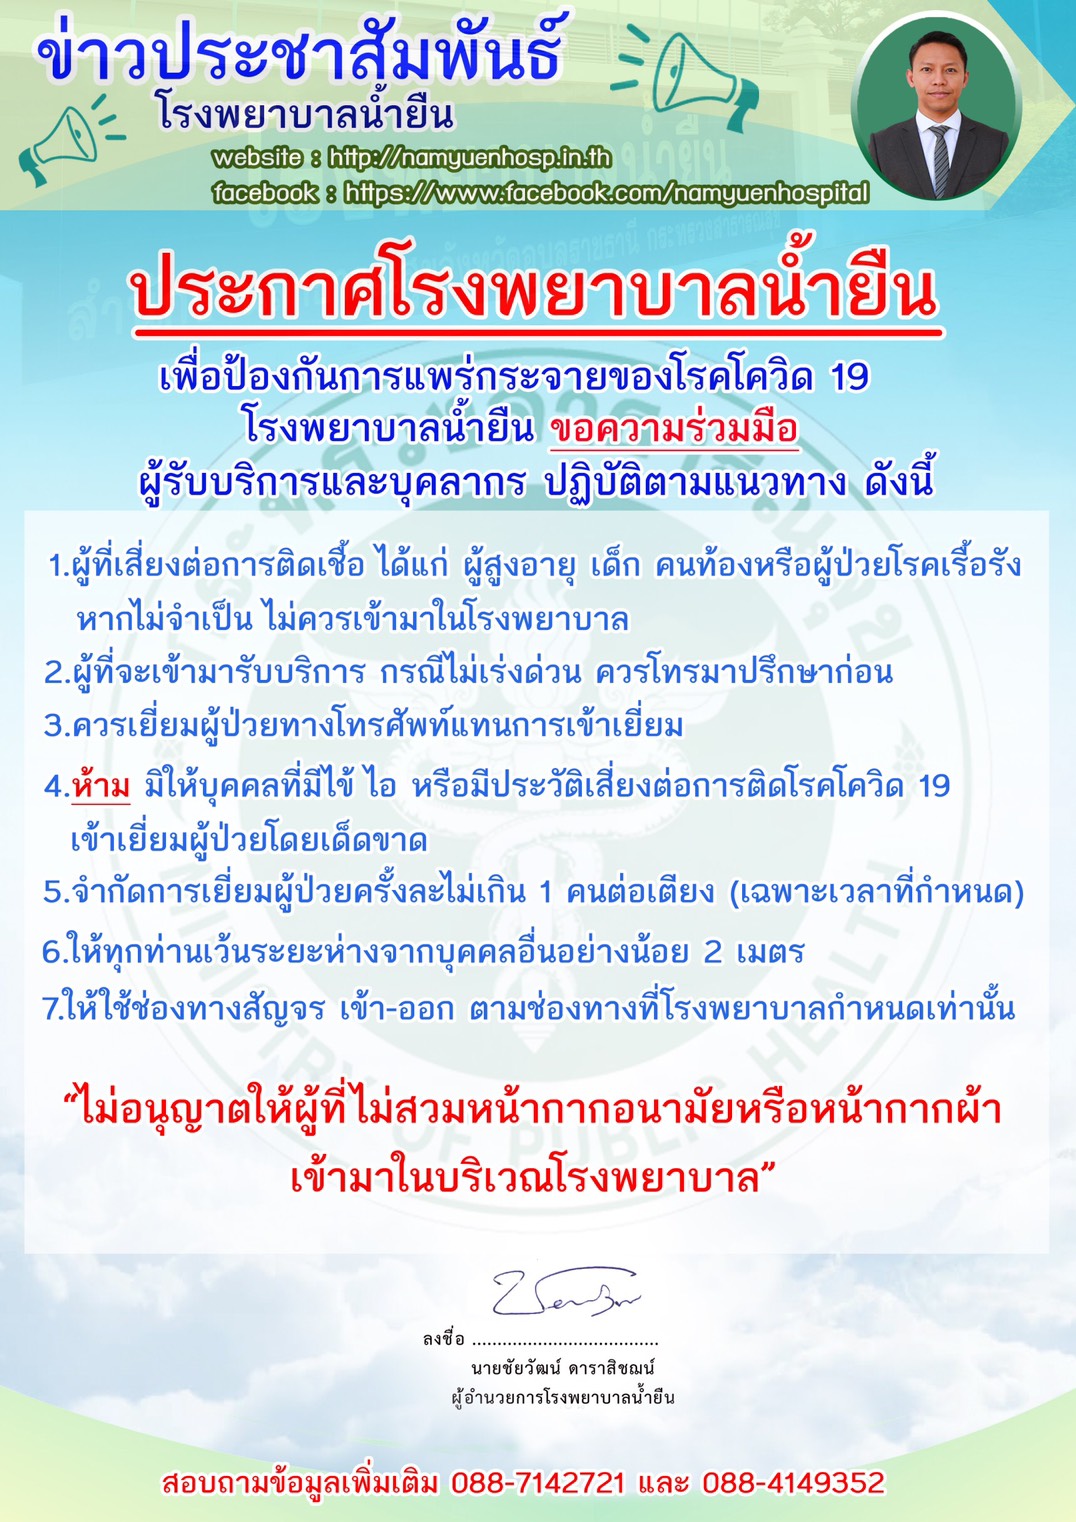 ข่าวประชาสัมพันธ์
โรงพยาบาลน้ำยืน
website : http://namyuenhosp.in.th
facebook : https://www.facebook.com/namyuenhospital
ประกาศโรงพยาบาลน้ำยืน
เพื่อป้องกันการแพร่กระจายของโรคโควิด 19
โรงพยาบาลน้ำยืน ขอความร่วมมือ
ผู้รับบริการและบุคลากร ปฏิบัติตามแนวทาง ดังนี้
1.ผู้ที่เสี่ยงต่อการติดเชื้อ ได้แก่ ผู้สูงอายุ เด็ก คนท้องหรือผู้ป่วยโรคเรื้อรัง
หากไม่จำเป็น ไม่ควรเข้ามาในโรงพยาบาล
2.ผู้ที่จะเข้ามารับบริการ กรณีไม่เร่งด่วน ควรโทรมาปรึกษาก่อน
3.ควรเยี่ยมผู้ป่วยทางโทรศัพท์แทนการเข้าเยี่ยม
4.ห้าม มิให้บุคคลที่มีไข้ ไอ หรือมีประวัติเสี่ยงต่อการติดโรคโควิด 19
เข้าเยี่ยมผู้ป่วยโดยเด็ดขาด
5.จำกัดการเยี่ยมผู้ป่วยครั้งละไม่เกิน 1 คนต่อเตียง (เฉพาะเวลาที่กำหนด)
6.ให้ทุกท่านเว้นระยะห่างจากบุคคลอื่นอย่างน้อย 2 เมตร
7.ให้ใช้ช่องทางสัญจร เข้า-ออก ตามช่องทางที่โรงพยาบาลกำหนดเท่านั้น
"ไม่อนุญาตให้ผู้ที่ไม่สวมหน้ากากอนามัยหรือหน้ากากผ้า
เข้ามาในบริเวณโรงพยาบาล"
ลงชื่อ .....................................
นายชัยวัฒน์ ดาราสิชฌน์
ผู้อำนวยการโรงพยาบาลน้ำยืน
สอบถามข้อมูลเพิ่มเติม 088-7142721 และ 088-4149352
กระทรวงสาธารณสุข
MINISTRY OF PUBLIC HEALTH